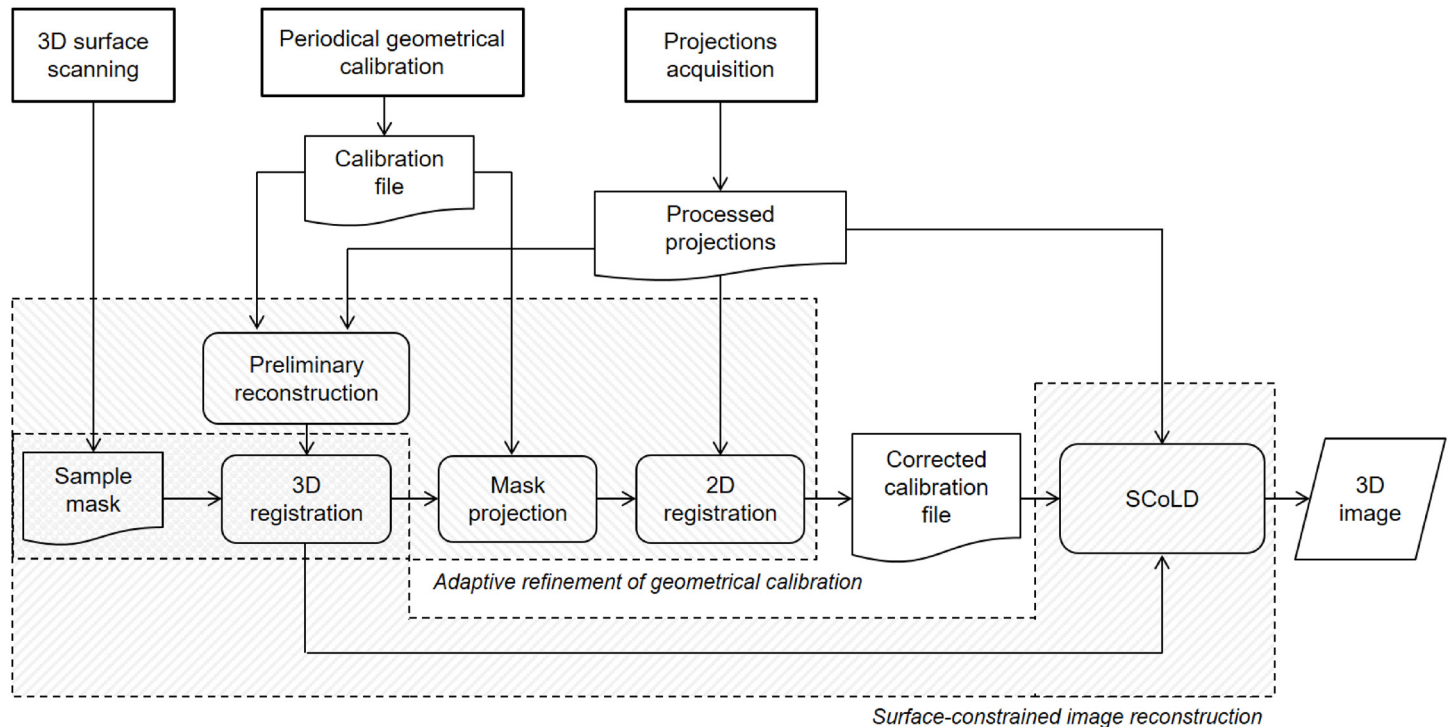 3D surface
scanning
Periodical geometrical
calibration
Projections
acquisition
Calibration
file
Processed
projections
Preliminary
reconstruction
Sample
mask
3D
registration
Mask
projection
2D
registration
Corrected
calibration
file
SCoLD
3D
image
Adaptive refinement of geometrical calibration
Surface-constrained image reconstruction